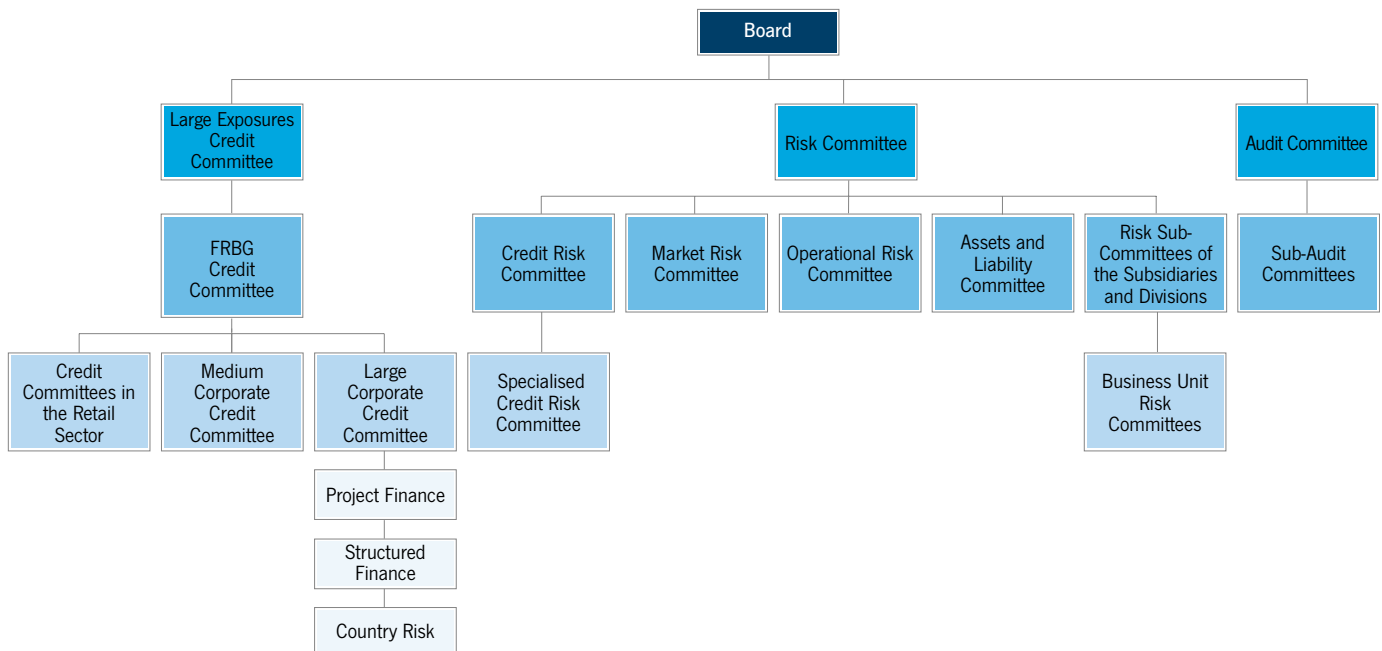 Board
Large Exposures
Credit
Committee
Risk Committee
Audit Committee
FRBG
Credit
Committee
Credit Risk
Committee
Market Risk
Committee
Operational Risk
Committee
Assets and
Liability
Committee
Risk Sub-
Committees of
the Subsidiaries
and Divisions
Sub-Audit
Committees
Credit
Committees in
the Retail
Sector
Medium
Corporate
Credit
Committee
Large
Corporate
Credit
Committee
Specialised
Credit Risk
Committee
Business Unit
Risk
Committees
Project Finance
Structured
Finance
Country Risk